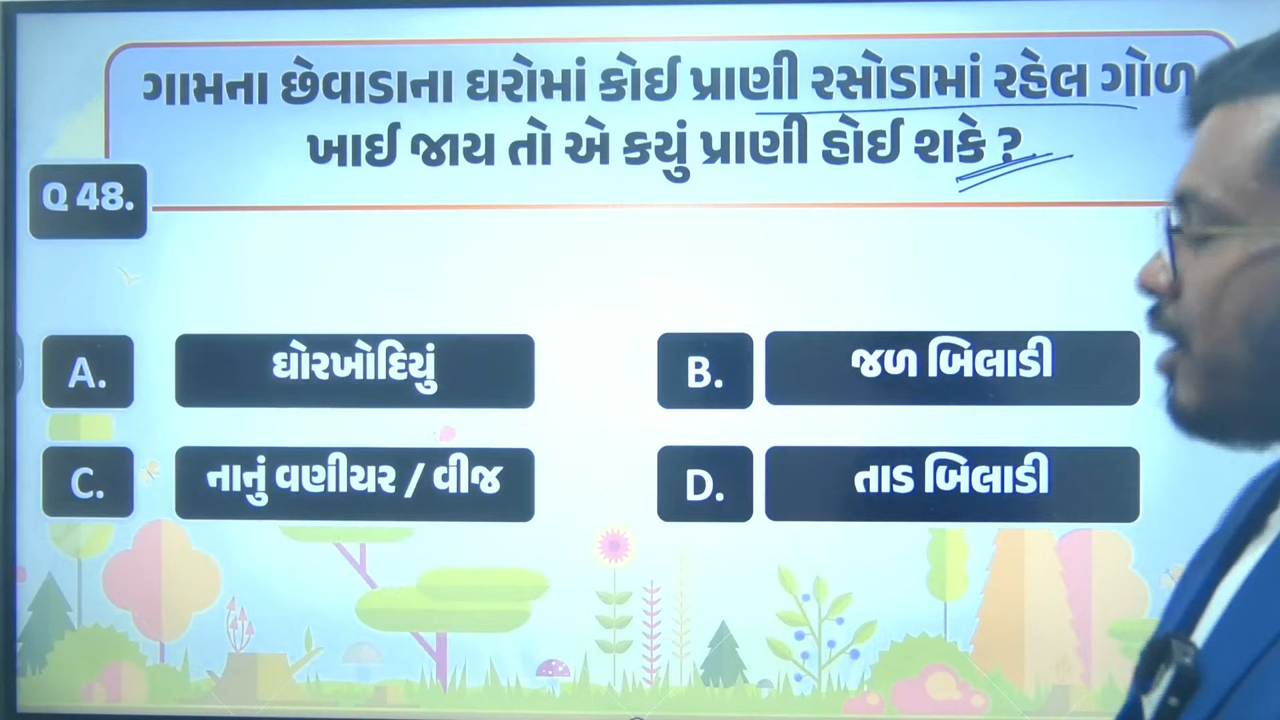 ગામના છેવાડાના ઘરોમાં કોઈ પ્રાણી રસોડામાં રહેલ ગોળ
ખાઈ જાય તો એ કયું પ્રાણી હોઈ શકે ?
Q 48.
A. ઘોરખોદિયું
B. જળ બિલાડી
C. નાનું વણીયર / વીજ
D. તાડ બિલાડી